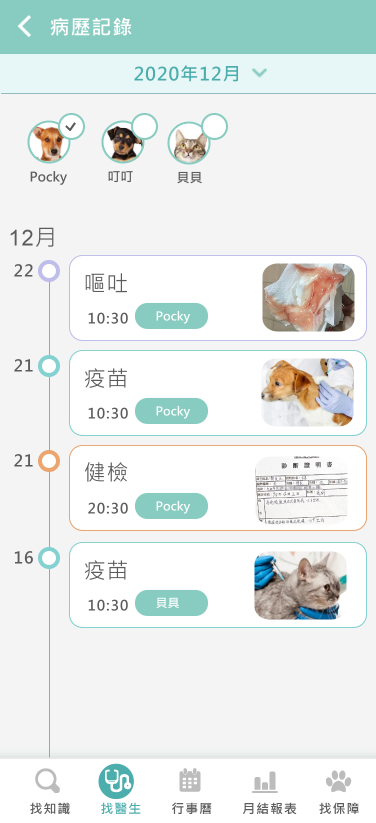 病歷記錄
2020年12月
Pocky
叮叮
貝貝
12月
22
嘔吐
10:30 Pocky
21
疫苗
10:30 Pocky
21
健檢
20:30 Pocky
診斷證明書
16
疫苗
10:30 貝貝
找知識 找醫生 行事曆 月結報表 找保障